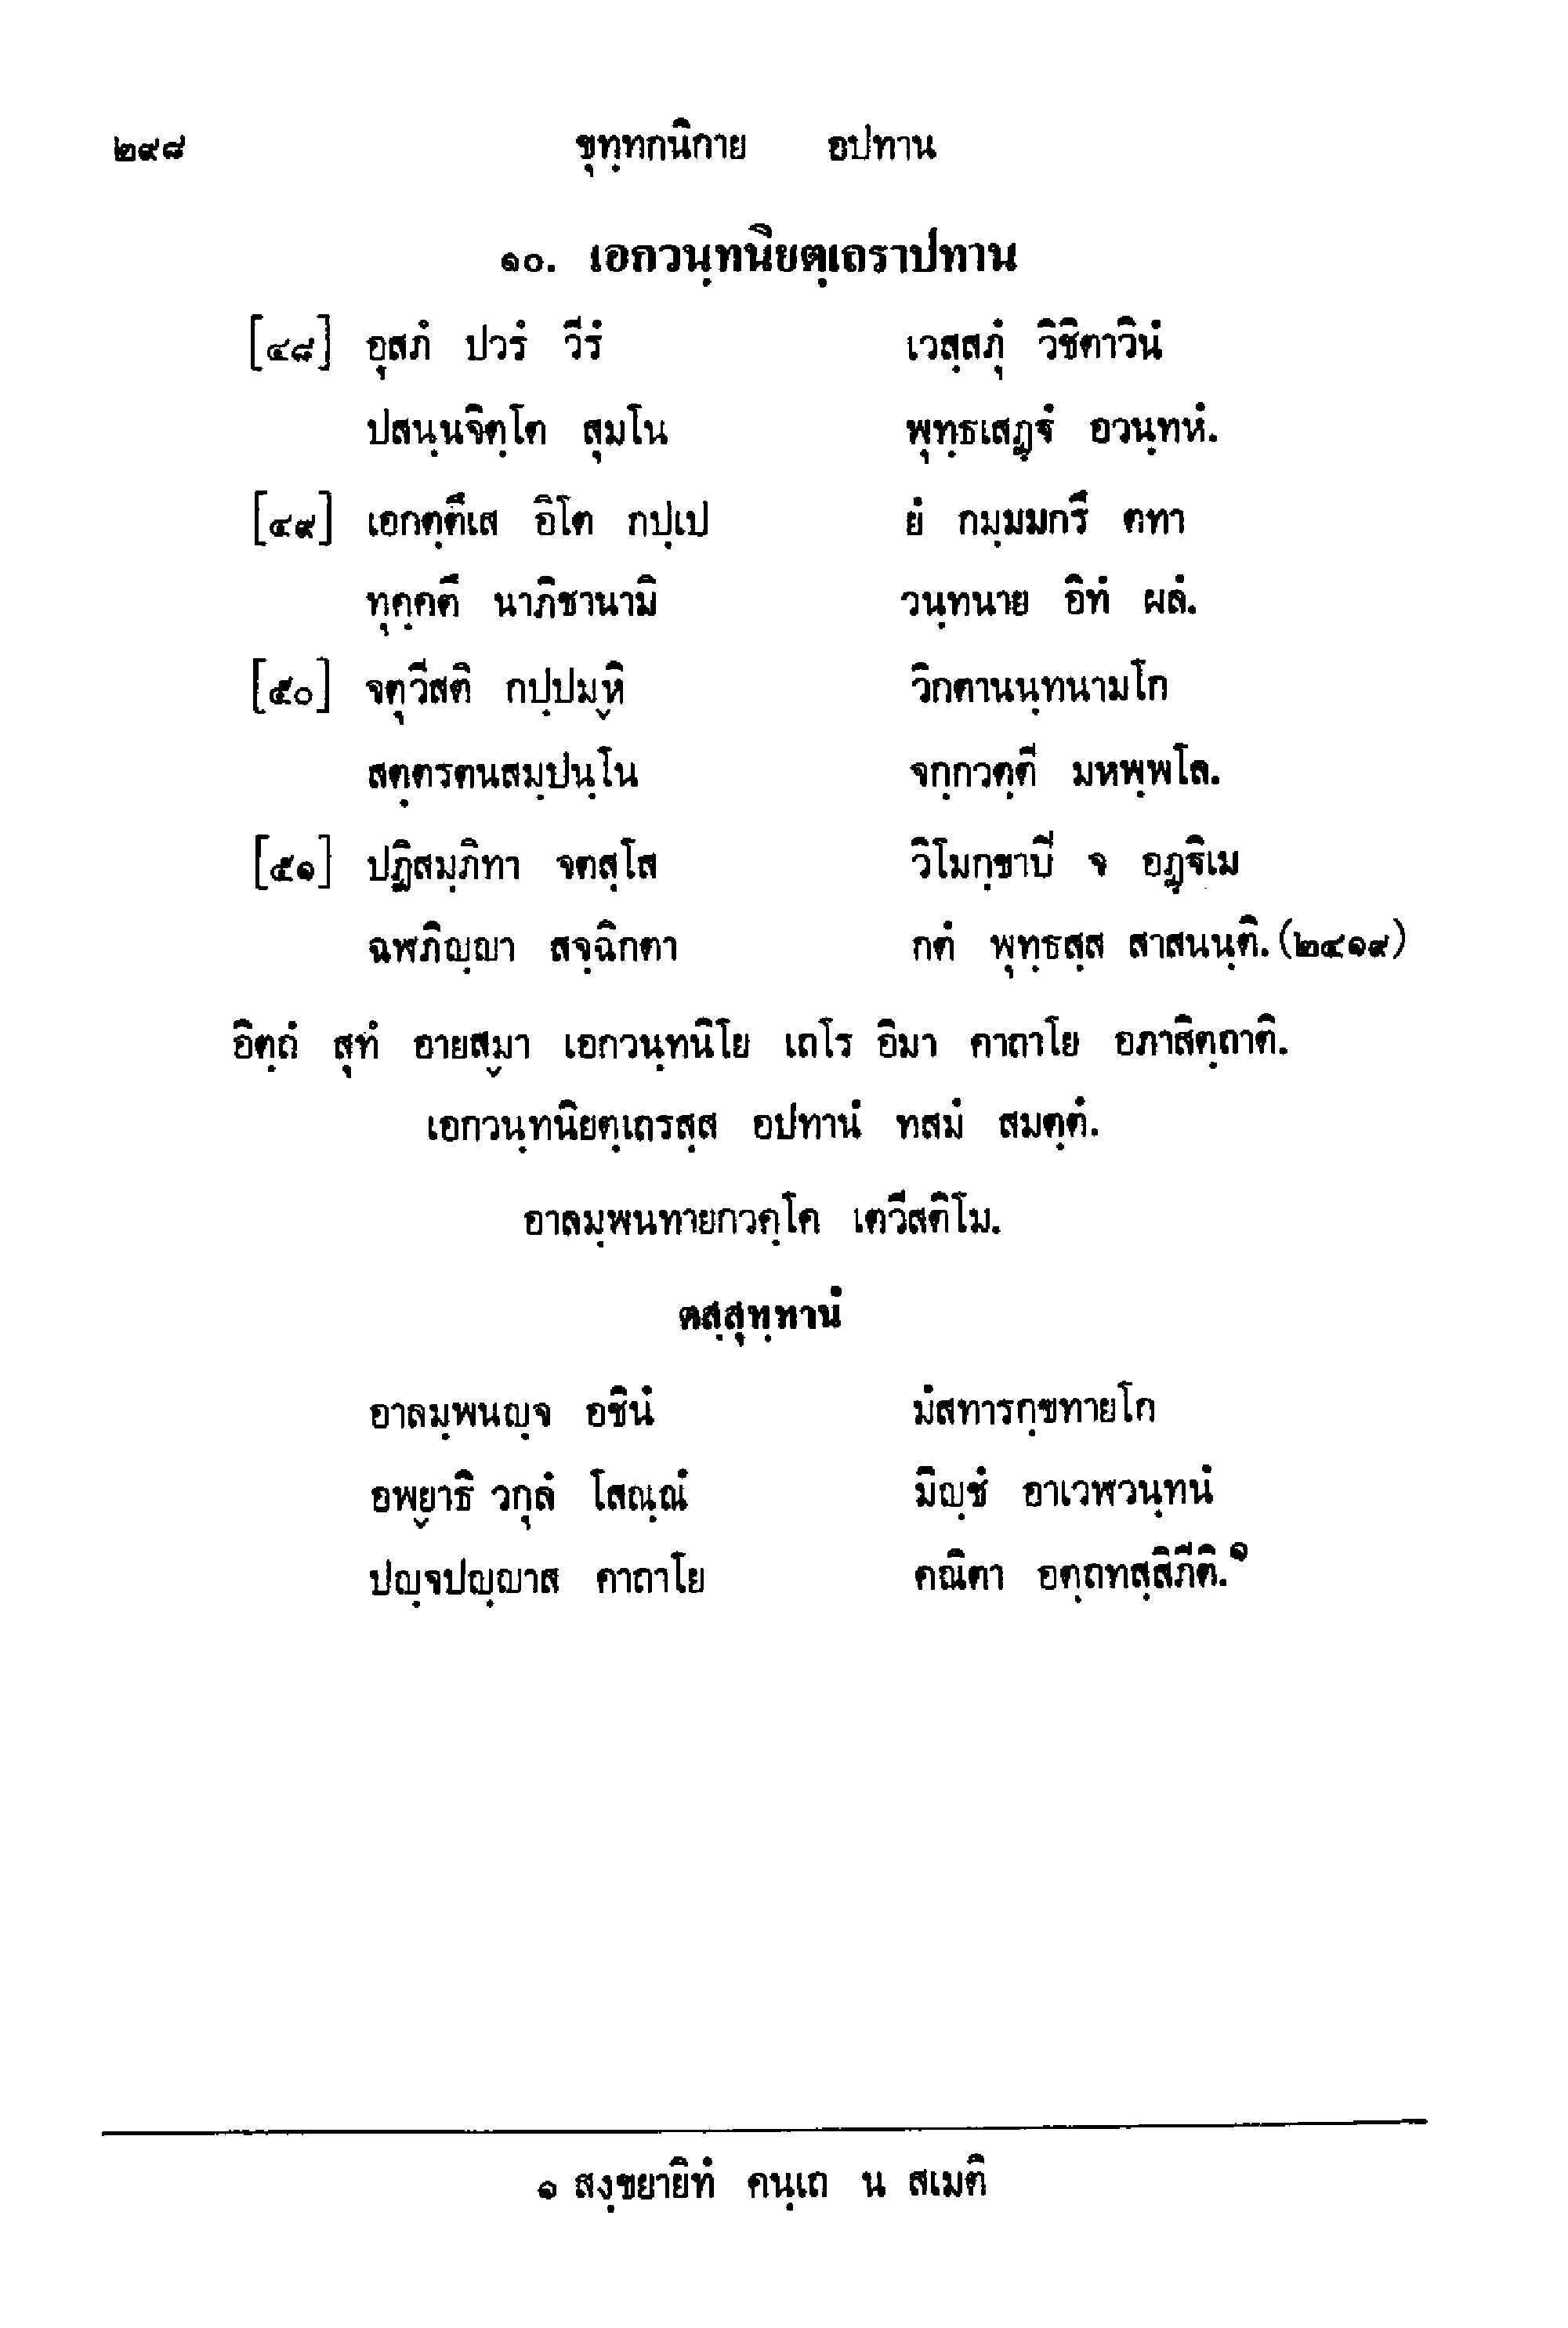 ๒๙๘ ขุทฺทกนิกาย อปทาน
๑๐. เอกวนฺทนิยตฺเถราปทาน
[๔๘] อุสภํ ปวรํ วีรํ เวสฺสภุํ วิชิตาวินํ
ปสนฺนจิตฺโต สุมโน พุทฺธเสฏฺฐํ อวนฺทหํ.
[๔๙] เอกตฺตึเส อิโต กปฺเป ยํ กมฺมมกรึ ตทา
ทุคฺคตึ นาภิชานามิ วนฺทนาย อิทํ ผลํ.
[๕๐] จตุวีสติ กปฺปมฺหิ วิกตานนฺทนามโก
สตฺตรตนสมฺปนฺโน จกฺกวตฺตี มหพฺพโล.
[๕๑] ปฏิสมฺภิทา จตสฺโส วิโมกฺขาปิ จ อฏฺฐิเม
ฉฬภิญฺญา สจฺฉิกตา กตํ พุทฺธสฺส สาสนนฺติ. (๒๔๑๙)
อิตฺถํ สุทํ อายสฺมา เอกวนฺทนิโย เถโร อิมา คาถาโย อภาสิตฺถาติ.
เอกวนฺทนิยตฺเถรสฺส อปทานํ ทสมํ สมตฺตํ.
อาลมฺพนทายกวคฺโค เตวีสติโม.
ตสฺสุทฺทานํ
อาลมฺพนญฺจ อชินํ มํสทารกฺขทายโก
อพฺยาธิ วกุลํ โสณฺณํ มิญฺชํ อาเวฬวนฺทนํ
ปญฺจปญฺญาส คาถาโย คณิตา อตฺถทสฺสิภีติ.๑
๑ สงฺขยายิทํ คนฺเถ น สเมติ